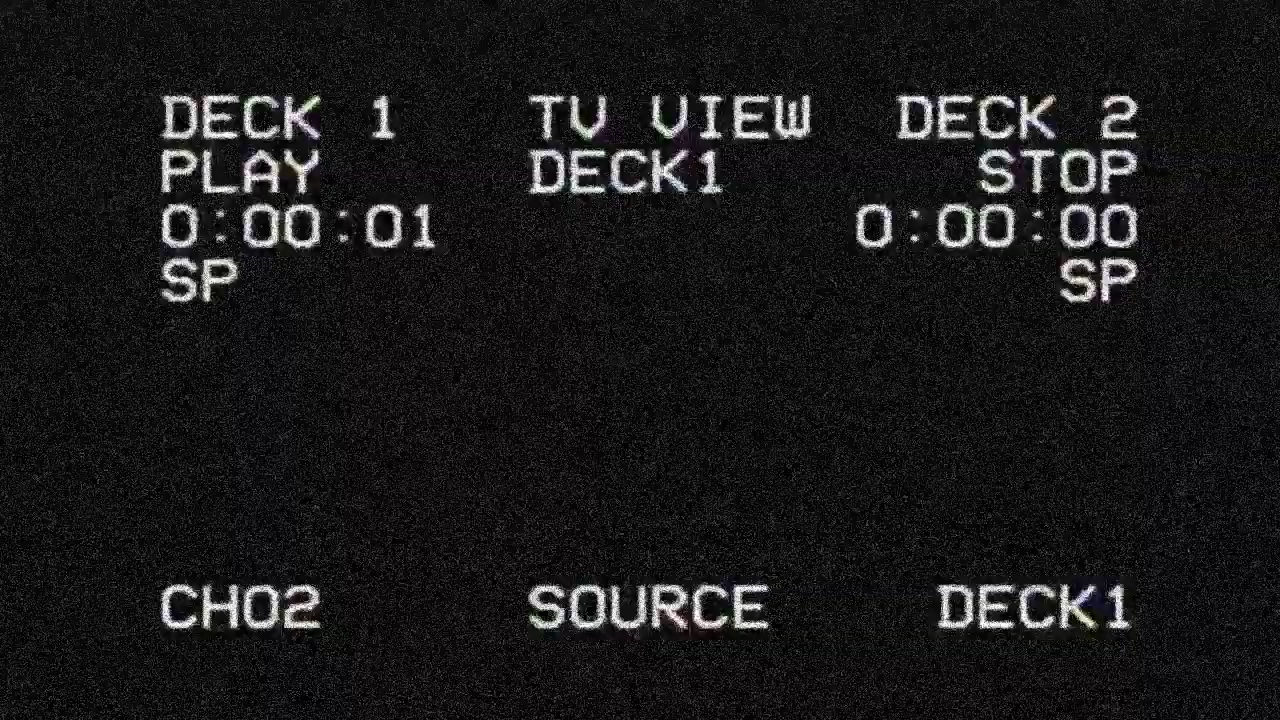 DECK 1 TV VIEW DECK 2
PLAY DECK1 STOP
0:00:01 0:00:00
SP SP
CH02 SOURCE DECK1